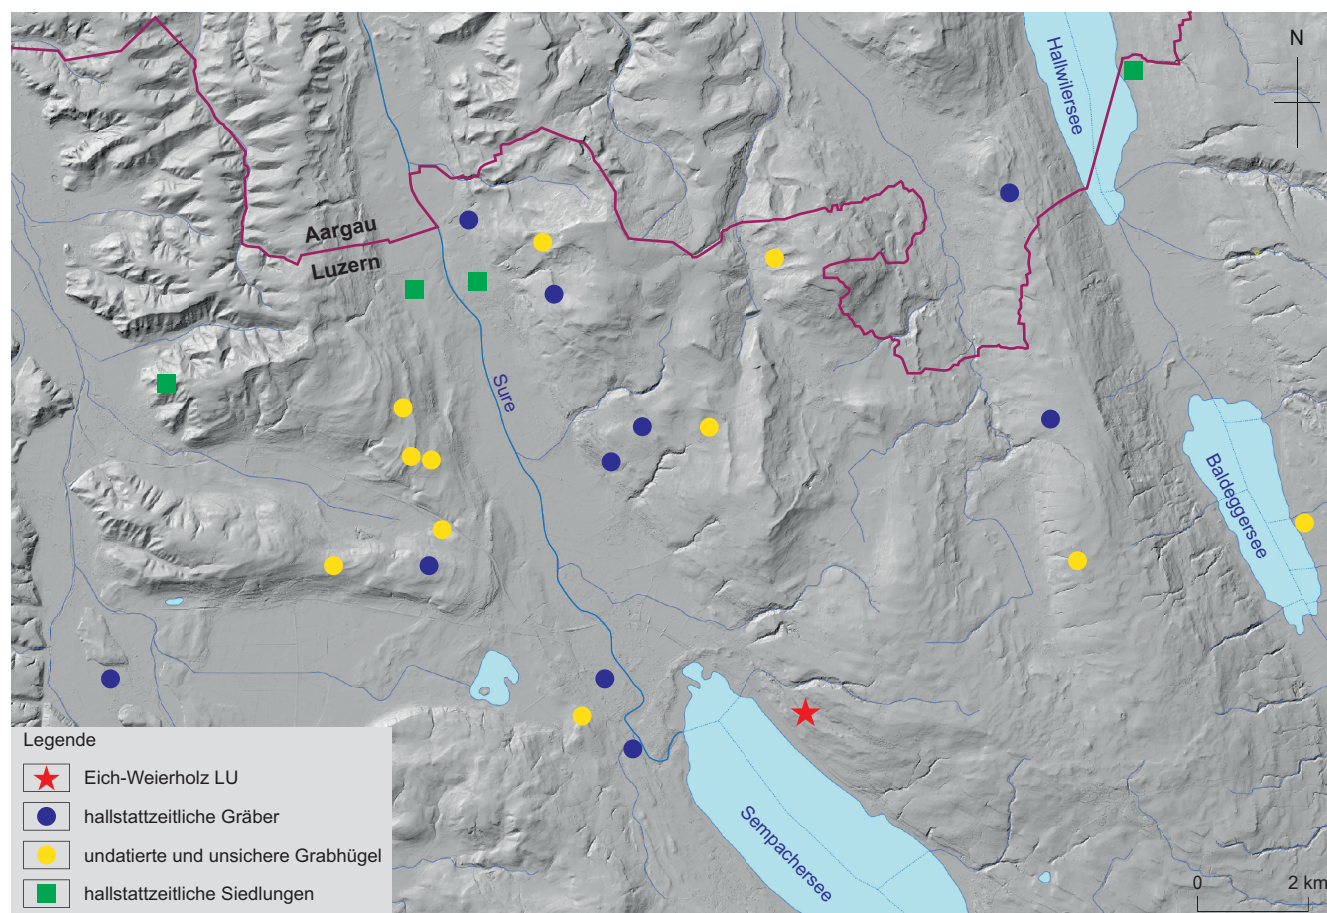 N
Hallwilersee
Aargau
Luzern
Sure
Baldeggersee
Sempachersee
Legende
Eich-Weierholz LU
hallstattzeitliche Gräber
undatierte und unsichere Grabhügel
hallstattzeitliche Siedlungen
0 2 km